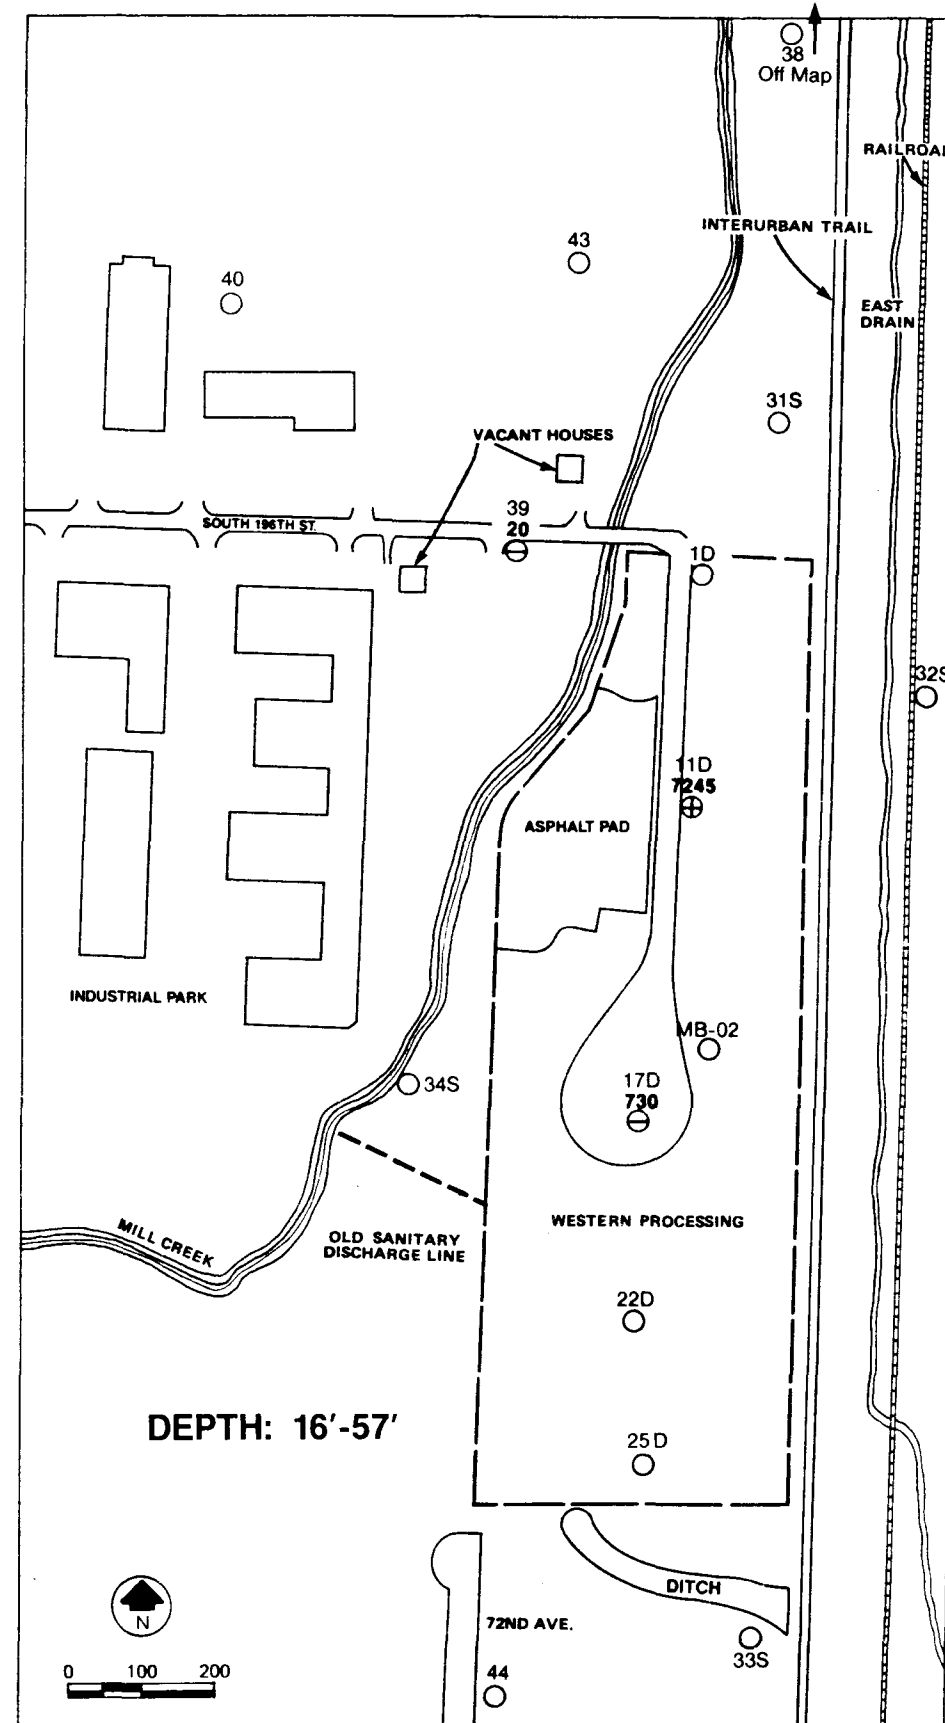 38
Off Map
RAILROAD
INTERURBAN TRAIL
43
40
EAST
DRAIN
31S
VACANT HOUSES
39
20
SOUTH 196TH ST.
1D
32S
11D
7245
ASPHALT PAD
INDUSTRIAL PARK
MB-02
34S
17D
730
MILL CREEK
WESTERN PROCESSING
OLD SANITARY
DISCHARGE LINE
22D
DEPTH: 16'-57'
25D
DITCH
N
72ND AVE.
33S
0 100 200
44